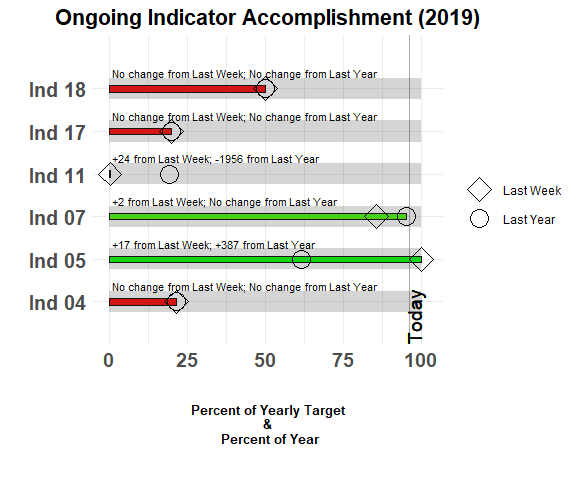 Ongoing Indicator Accomplishment (2019)
No change from Last Week; No change from Last Year
Ind 18
No change from Last Week; No change from Last Year
Ind 17
+24 from Last Week; -1956 from Last Year
Ind 11
+2 from Last Week; No change from Last Year
Ind 07
+17 from Last Week; +387 from Last Year
Ind 05
No change from Last Week; No change from Last Year
Ind 04
Today
0 25 50 75 100
Percent of Yearly Target
&
Percent of Year
Last Week
Last Year